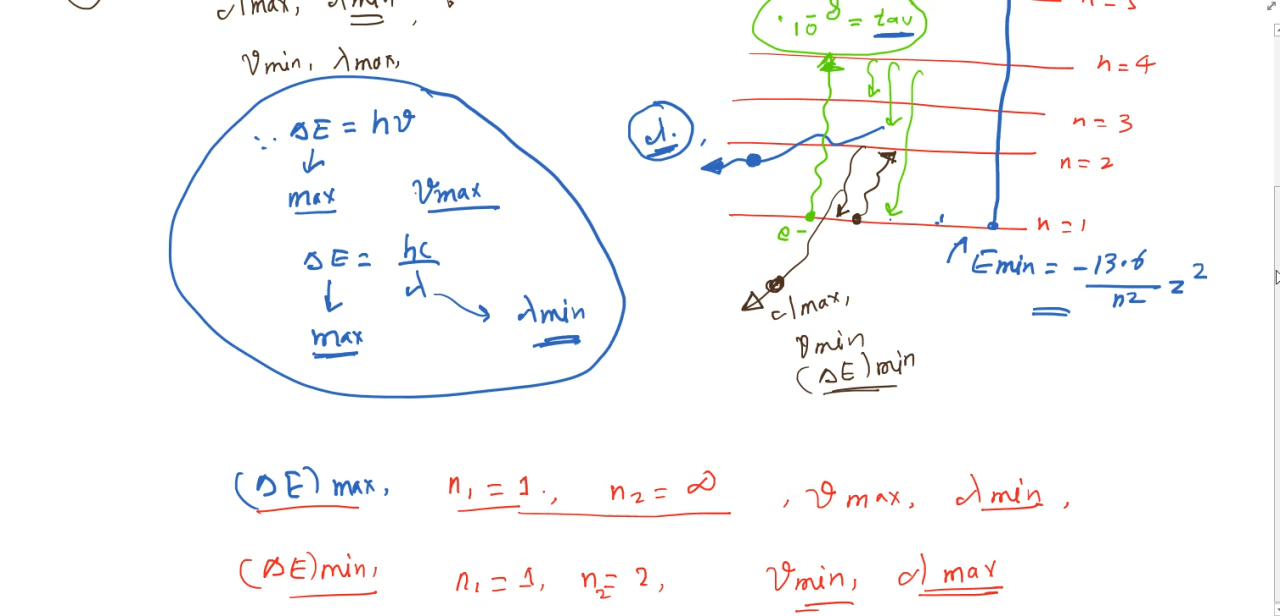 νmin, λmax,
∴ ΔE = hν
max νmax
ΔE = hc/λ
max λmin
10⁻⁸ = tav
n = 4
n = 3
n = 2
n = 1
λ.,
e-
Emin = -13.6/n² z²
λmax,
νmin
(ΔE)min
(ΔE)max, n₁ = 1., n₂ = ∞, νmax, λmin,
(ΔE)min, n₁ = 1, n₂ = 2, νmin, λmax